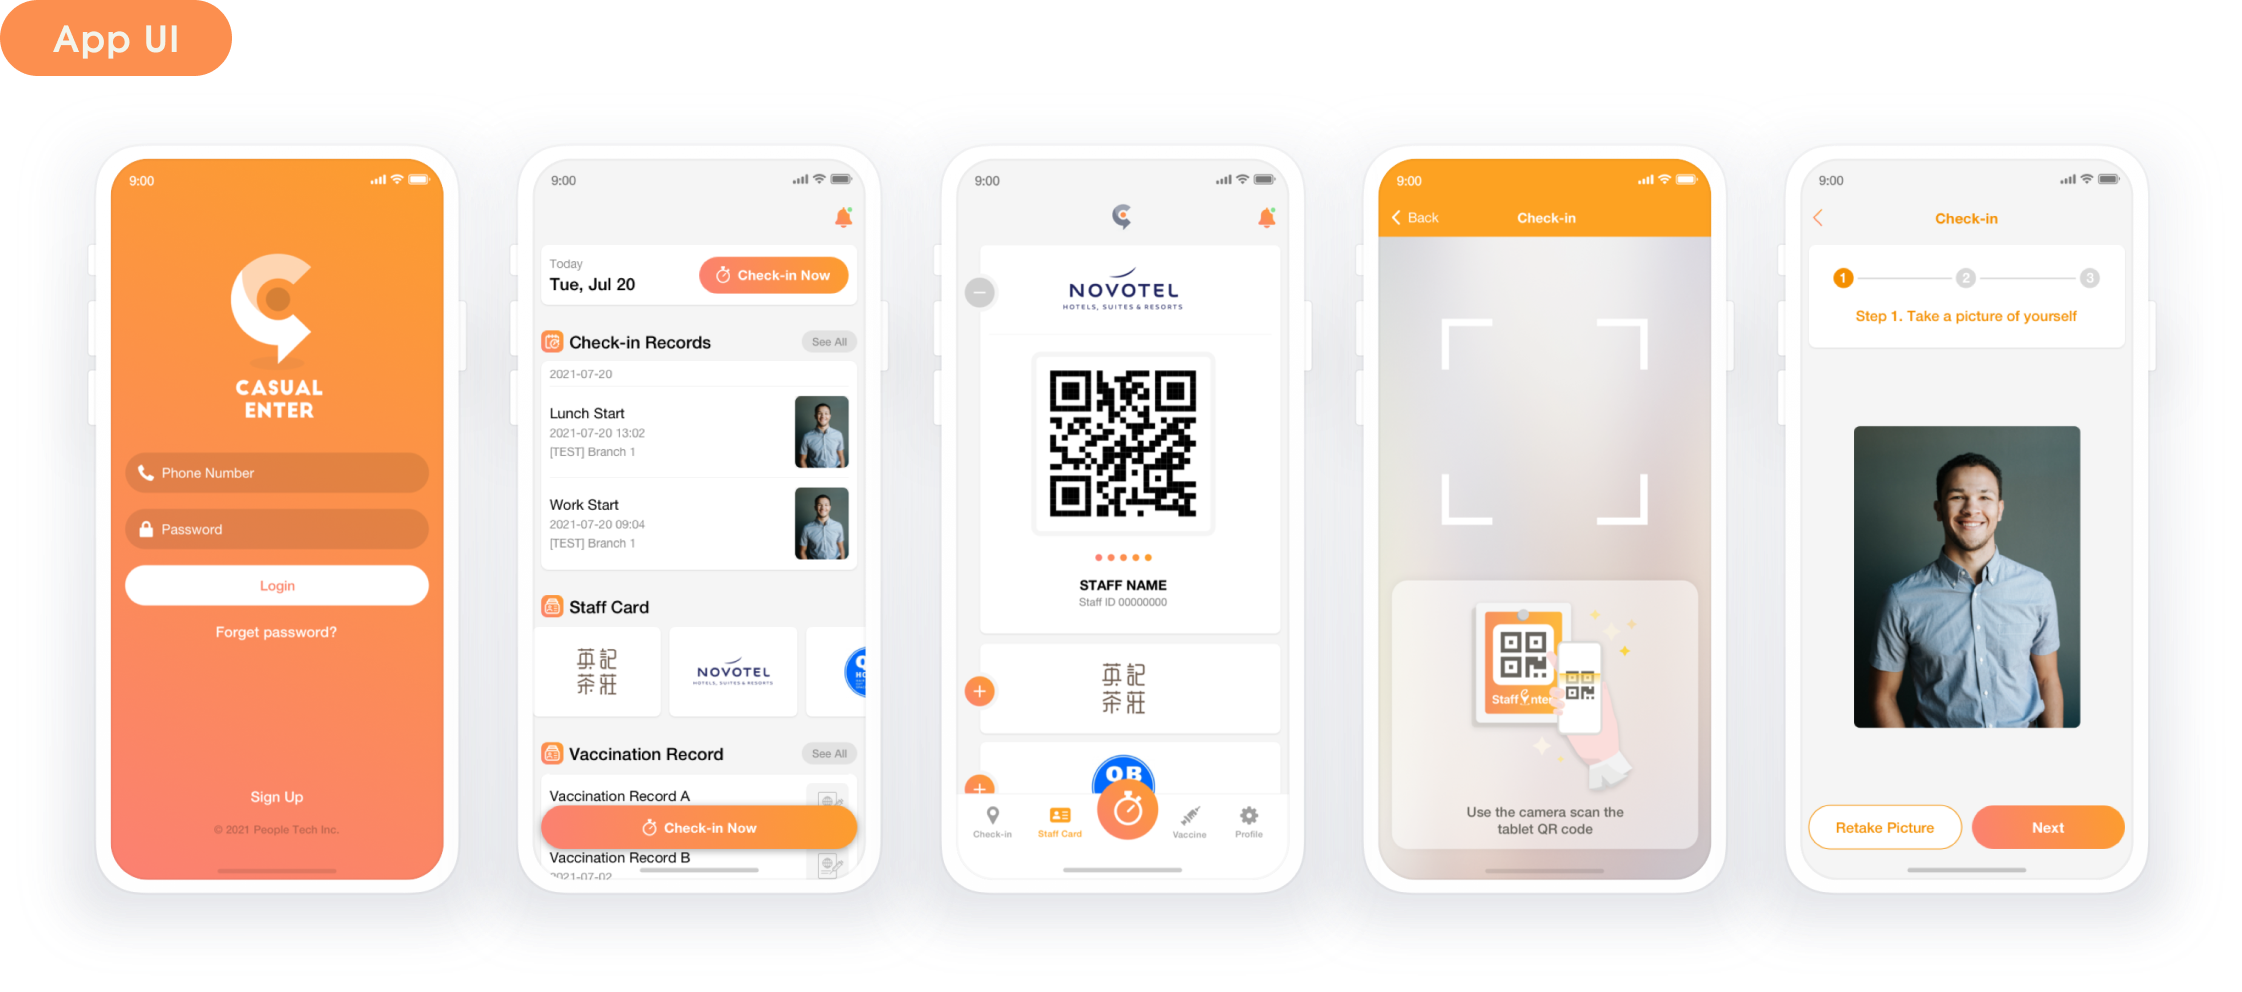 App UI
9:00
CASUAL
ENTER
Phone Number
Password
Login
Forget password?
Sign Up
© 2021 People Tech Inc.
9:00
Today
Tue, Jul 20
Check-in Now
Check-in Records
See All
2021-07-20
Lunch Start
2021-07-20 13:02
[TEST] Branch 1
Work Start
2021-07-20 09:04
[TEST] Branch 1
Staff Card
英記
茶莊
NOVOTEL
HOTELS, SUITES & RESORTS
Vaccination Record
See All
Vaccination Record A
Check-in Now
Vaccination Record B
2021-07-02
9:00
NOVOTEL
HOTELS, SUITES & RESORTS
STAFF NAME
Staff ID 00000000
英記
茶莊
QB
Check-in
Staff Card
Vaccine
Profile
9:00
Back
Check-in
Staff
nter
Use the camera scan the
tablet QR code
9:00
Check-in
1
2
3
Step 1. Take a picture of yourself
Retake Picture
Next